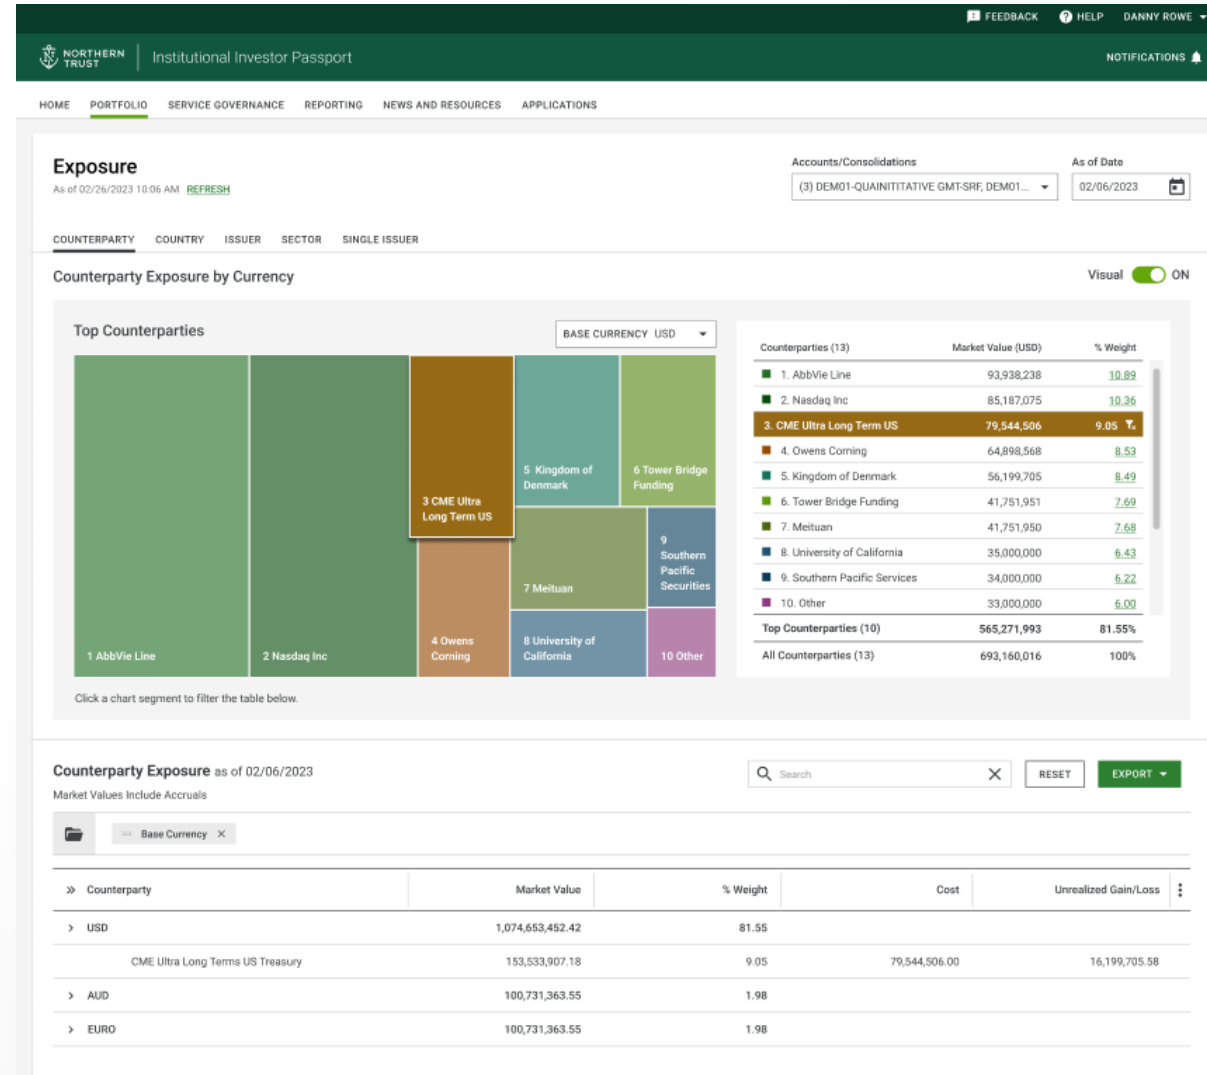 FEEDBACK HELP DANNY ROWE
NORTHERN TRUST Institutional Investor Passport NOTIFICATIONS
HOME PORTFOLIO SERVICE GOVERNANCE REPORTING NEWS AND RESOURCES APPLICATIONS
Exposure
As of 02/26/2023 10:06 AM REFRESH
Accounts/Consolidations
(3) DEM01-QUAINITITATIVE GMT-SRF, DEM01...
As of Date
02/06/2023
COUNTERPARTY COUNTRY ISSUER SECTOR SINGLE ISSUER
Counterparty Exposure by Currency
Visual ON
Top Counterparties
BASE CURRENCY USD
1 AbbVie Line
2 Nasdaq Inc
3 CME Ultra
Long Term US
4 Owens
Corning
5 Kingdom of
Denmark
6 Tower Bridge
Funding
7 Meituan
8 University of
California
9
Southern
Pacific
Securities
10 Other
Click a chart segment to filter the table below.
Counterparties (13) Market Value (USD) % Weight
1. AbbVie Line 93,938,238 10.89
2. Nasdaq Inc 85,187,075 10.36
3. CME Ultra Long Term US 79,544,506 9.05
4. Owens Corning 64,898,568 8.53
5. Kingdom of Denmark 56,199,705 8.49
6. Tower Bridge Funding 41,751,951 7.69
7. Meituan 41,751,950 7.68
8. University of California 35,000,000 6.43
9. Southern Pacific Services 34,000,000 6.22
10. Other 33,000,000 6.00
Top Counterparties (10) 565,271,993 81.55%
All Counterparties (13) 693,160,016 100%
Counterparty Exposure as of 02/06/2023
Market Values Include Accruals
Search
RESET
EXPORT
Base Currency
Counterparty Market Value % Weight Cost Unrealized Gain/Loss
USD 1,074,653,452.42 81.55
CME Ultra Long Terms US Treasury 153,533,907.18 9.05 79,544,506.00 16,199,705.58
AUD 100,731,363.55 1.98
EURO 100,731,363.55 1.98